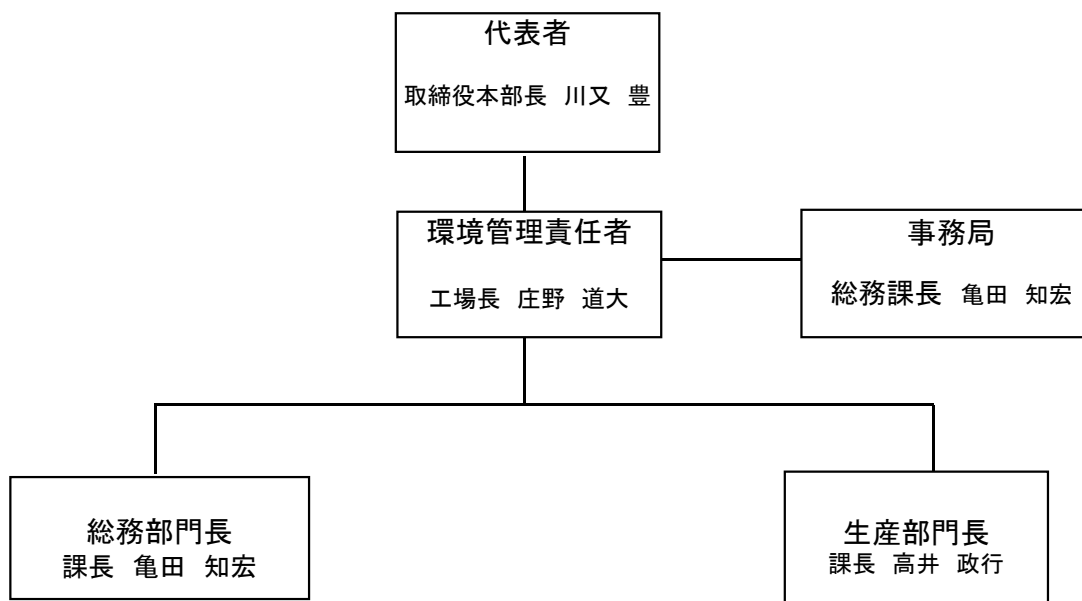 代表者
取締役本部長 川又 豊
環境管理責任者
工場長 庄野 道大
事務局
総務課長 亀田 知宏
総務部門長
課長 亀田 知宏
生産部門長
課長 高井 政行